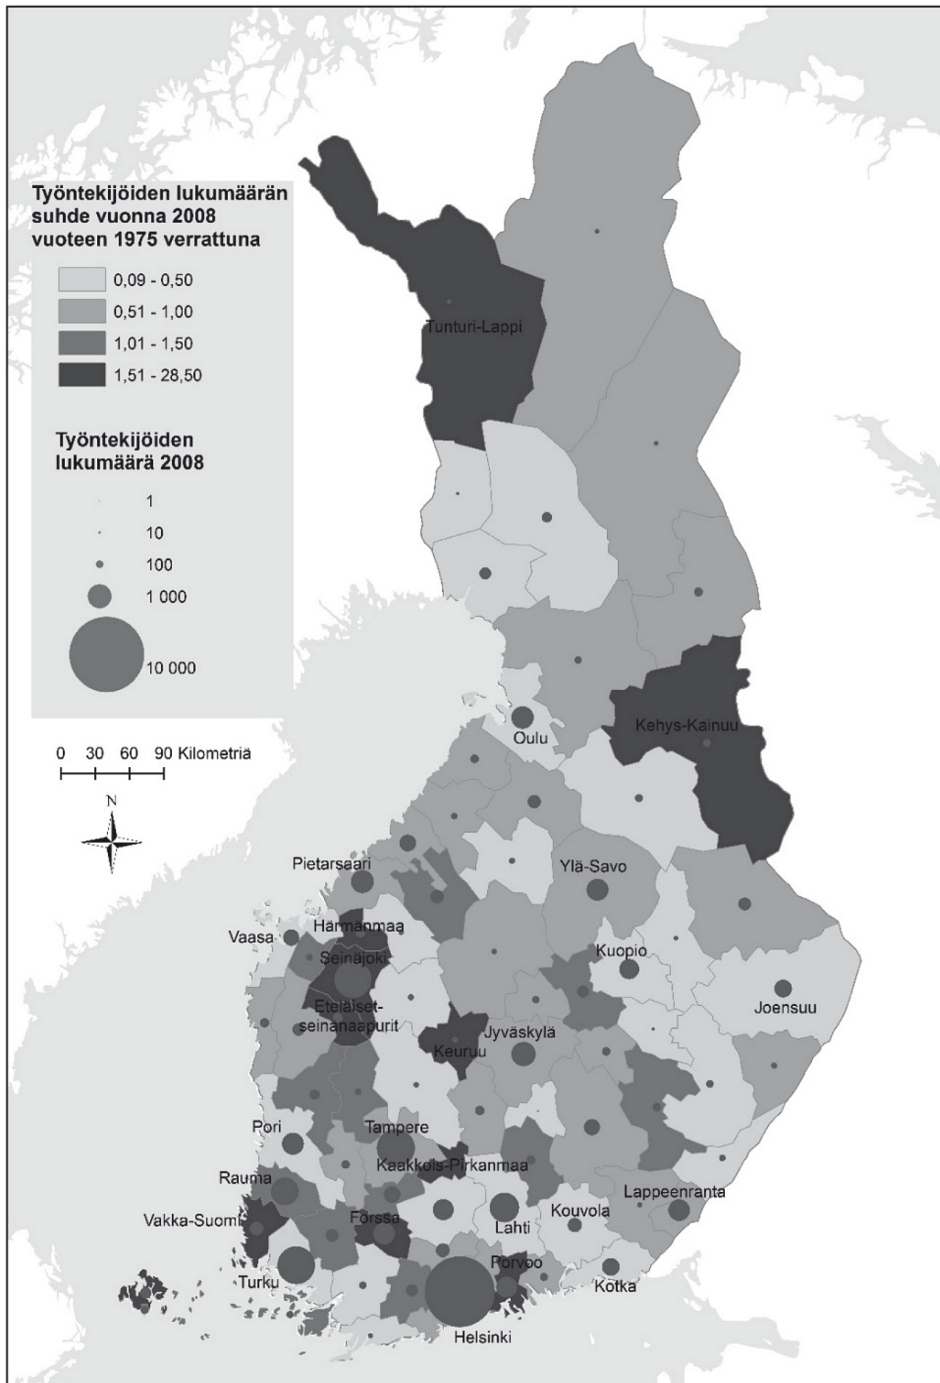 Työntekijöiden lukumäärän
suhde vuonna 2008
vuoteen 1975 verrattuna
0,09 - 0,50
0,51 - 1,00
1,01 - 1,50
1,51 - 28,50
Työntekijöiden
lukumäärä 2008
1
10
100
1 000
10 000
0 30 60 90 Kilometriä
N
Tunturi-Lappi
Kehys-Kainuu
Oulu
Pietarsaari
Ylä-Savo
Härmänmaa
Vaasa
Seinäjoki
Kuopio
Joensuu
Eteläiset-
seinänaapurit
Keuruu
Jyväskylä
Pori
Tampere
Kaakkois-Pirkanmaa
Rauma
Lappeenranta
Vakka-Suomi
Forssa
Lahti
Kouvola
Porvoo
Turku
Kotka
Helsinki